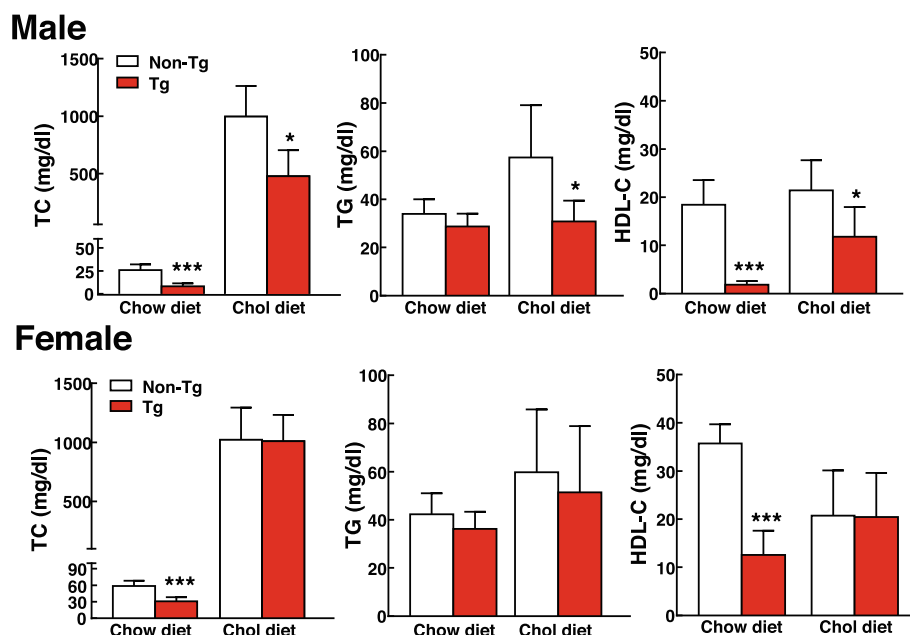 Male
1500
1000
500
50
25
0
TC (mg/dl)
Non-Tg
Tg
***
*
Chow diet
Chol diet
80
60
40
20
0
TG (mg/dl)
*
Chow diet
Chol diet
50
40
30
20
10
0
HDL-C (mg/dl)
***
*
Chow diet
Chol diet
Female
1500
1000
500
90
60
30
0
TC (mg/dl)
Non-Tg
Tg
***
Chow diet
Chol diet
100
80
60
40
20
0
TG (mg/dl)
Chow diet
Chol diet
50
40
30
20
10
0
HDL-C (mg/dl)
***
Chow diet
Chol diet